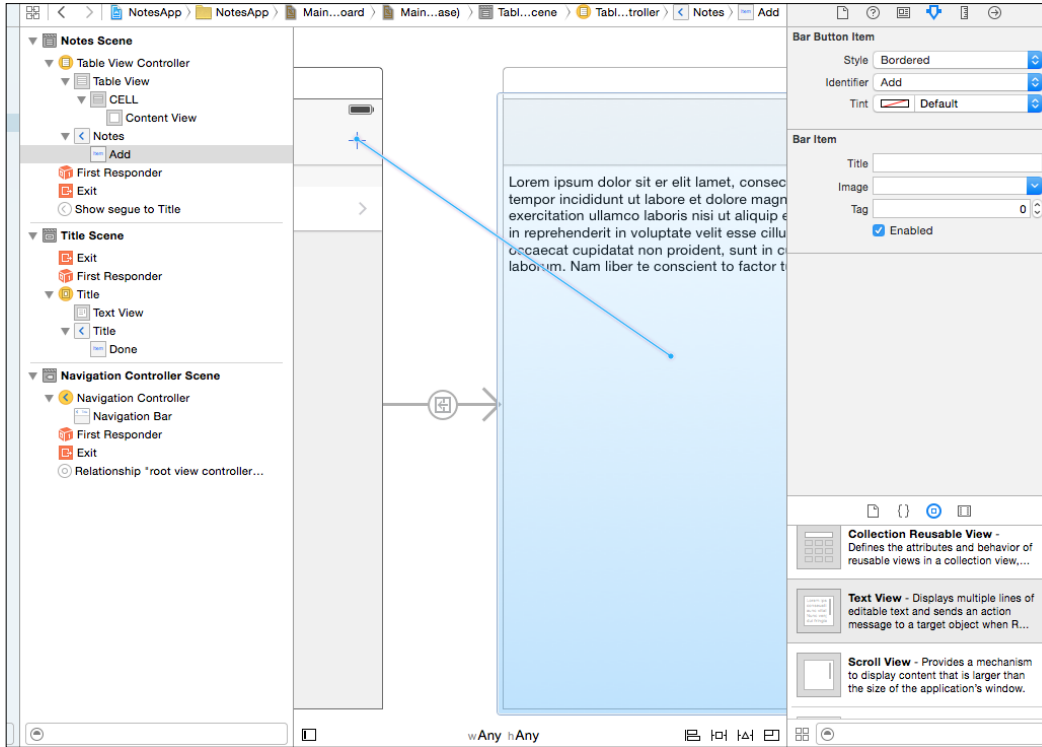 NotesApp
NotesApp
Main...oard
Main...ase)
Tabl...cene
Tabl...troller
Notes
Add
Notes Scene
Table View Controller
Table View
CELL
Content View
Notes
Add
First Responder
Exit
Show segue to Title
Title Scene
Exit
First Responder
Title
Text View
Title
Done
Navigation Controller Scene
Navigation Controller
Navigation Bar
First Responder
Exit
Relationship "root view controller...
Lorem ipsum dolor sit er elit lamet, consec
tempor incididunt ut labore et dolore magn
exercitation ullamco laboris nisi ut aliquip e
in reprehenderit in voluptate velit esse cillu
occaecat cupidatat non proident, sunt in cu
laborum. Nam liber te conscient to factor tu
wAny hAny
Bar Button Item
Style Bordered
Identifier Add
Tint Default
Bar Item
Title
Image
Tag 0
Enabled
Collection Reusable View -
Defines the attributes and behavior of
reusable views in a collection view,...
Text View - Displays multiple lines of
editable text and sends an action
message to a target object when R...
Scroll View - Provides a mechanism
to display content that is larger than
the size of the application's window.